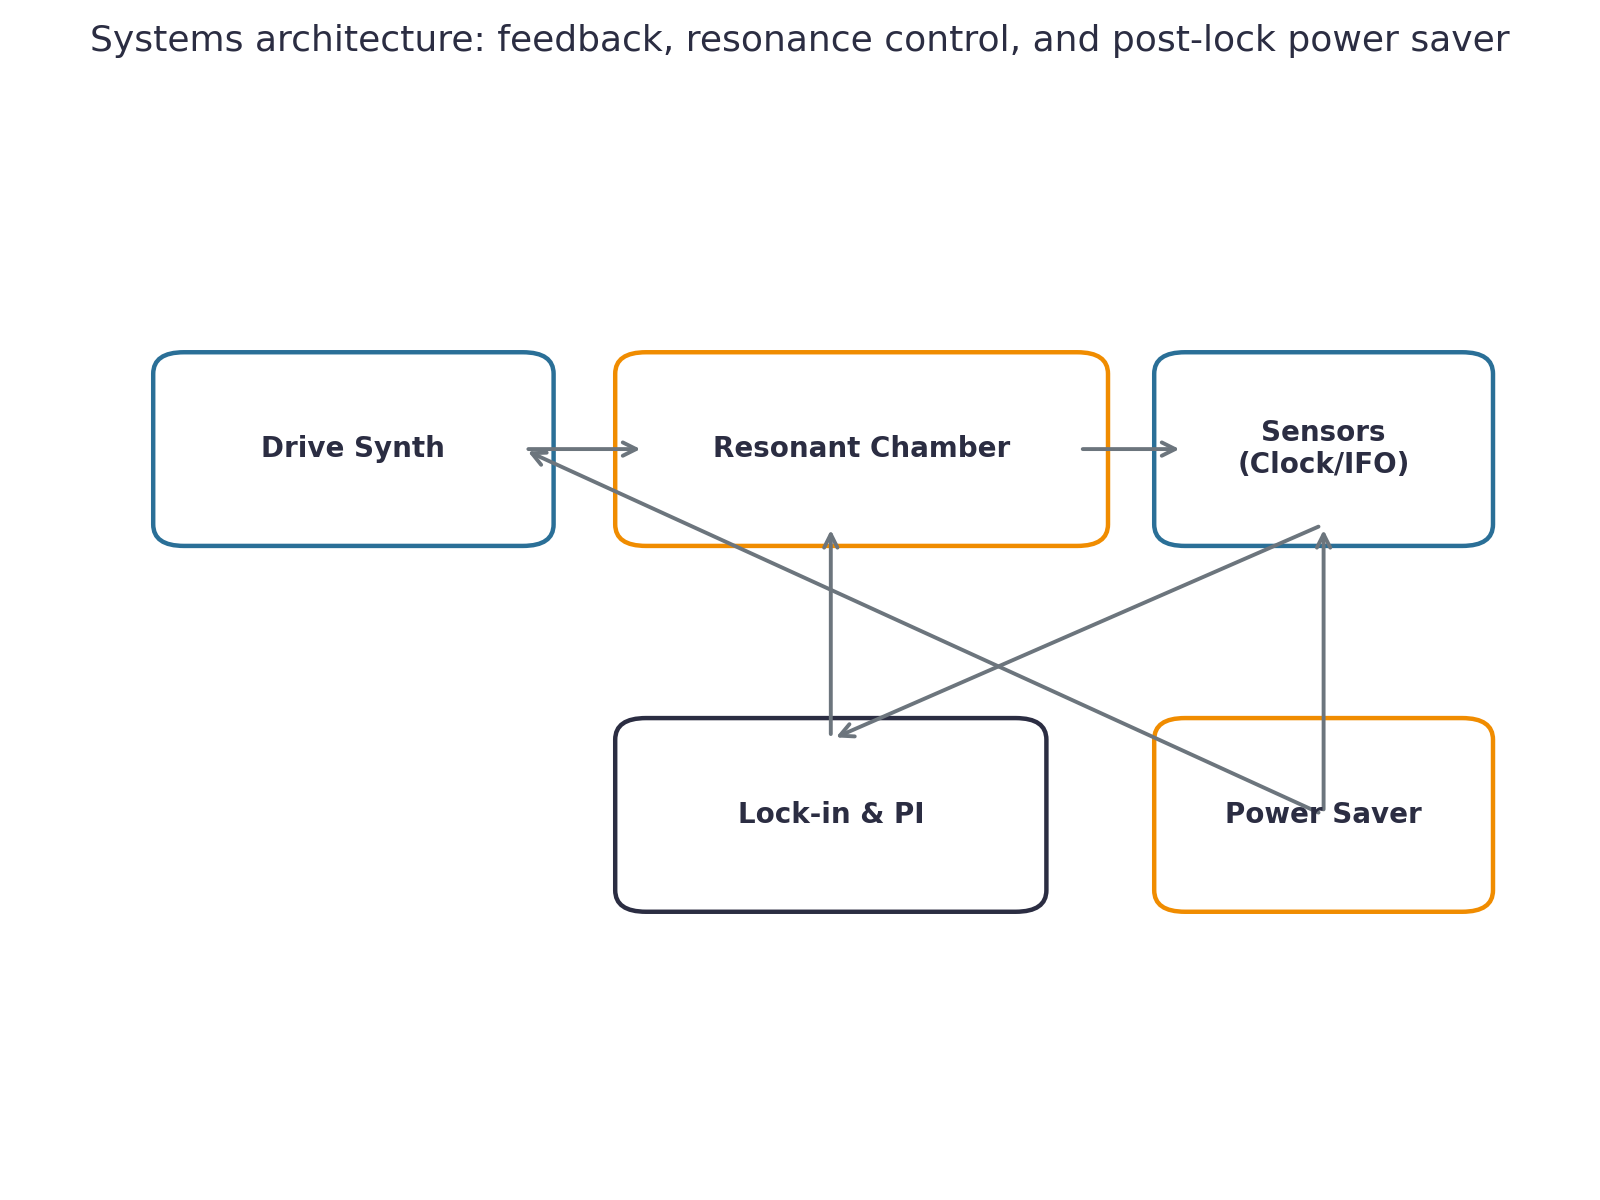 Systems architecture: feedback, resonance control, and post-lock power saver
Drive Synth
Resonant Chamber
Sensors
(Clock/IFO)
Lock-in & PI
Power Saver